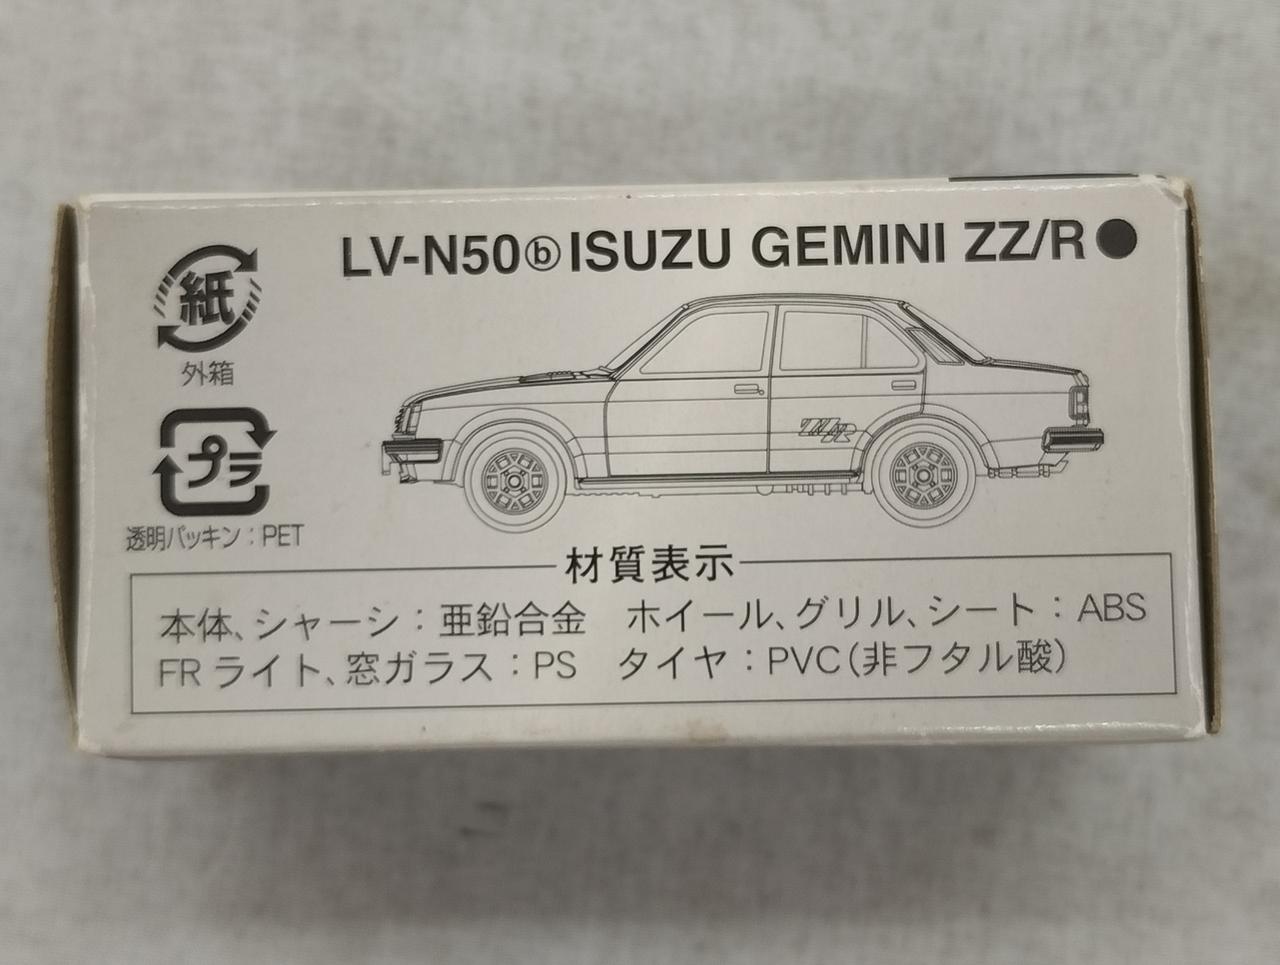 LV-N50ⓑ ISUZU GEMINI ZZ/R●
紙
外箱
プラ
透明パッキン：PET
ZZ/R
材質表示
本体、シャーシ：亜鉛合金　ホイール、グリル、シート：ABS
FRライト、窓ガラス：PS　タイヤ：PVC（非フタル酸）